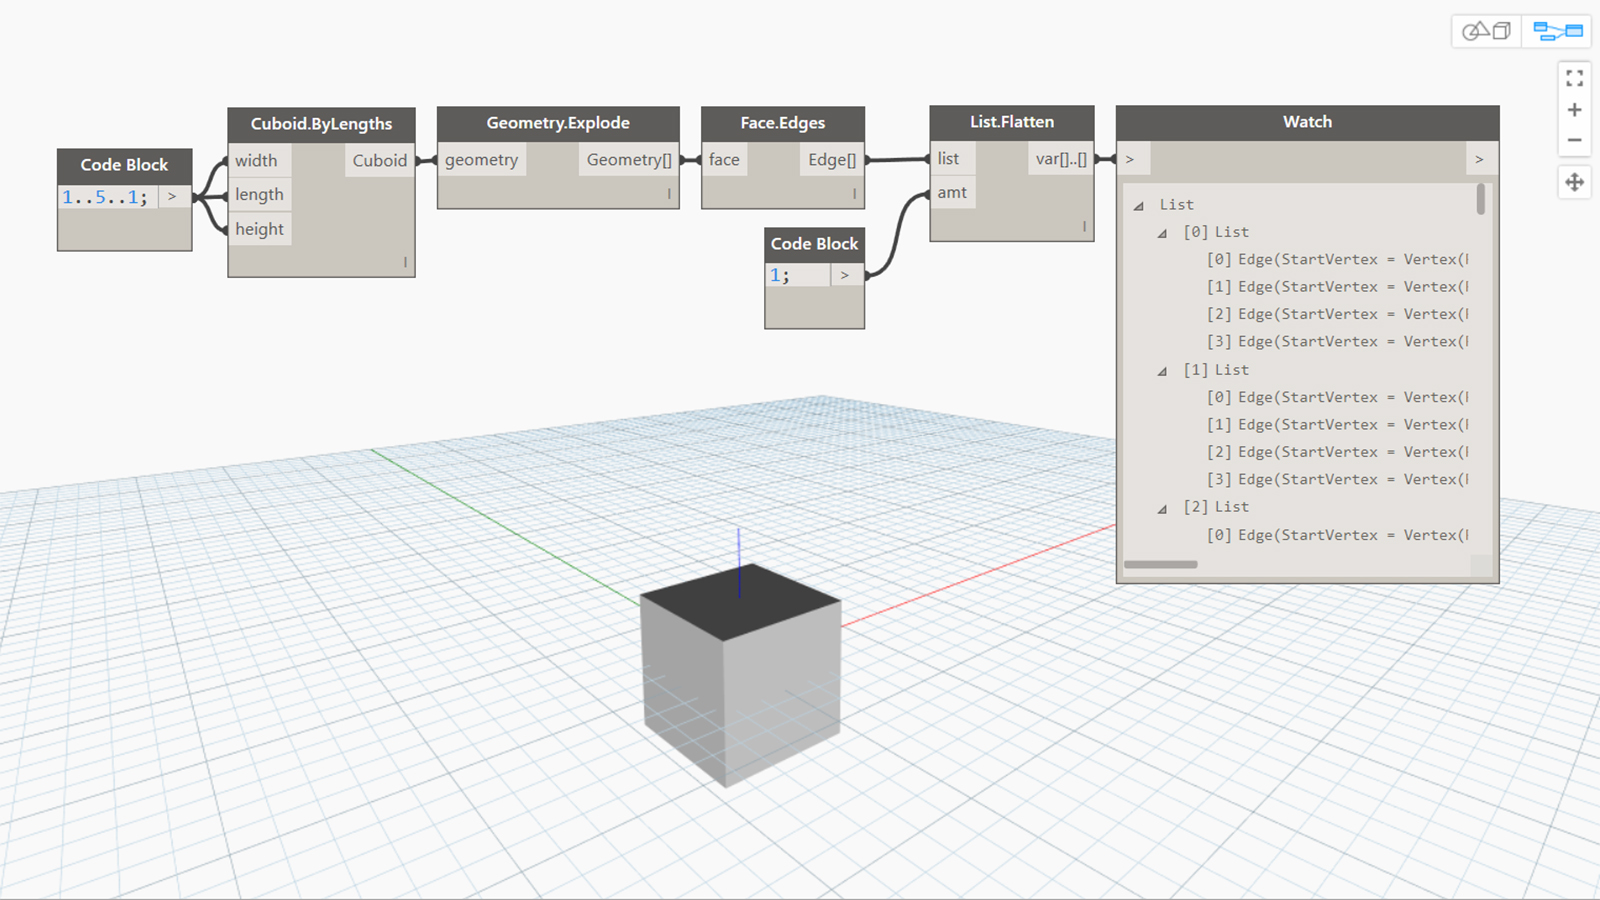 Code Block
1..5..1;
>
Cuboid.ByLengths
width
Cuboid
length
height
Geometry.Explode
geometry
Geometry[]
Face.Edges
face
Edge[]
Code Block
1;
>
List.Flatten
list
var[]..[]
amt
Watch
>
>
List
[0] List
[0] Edge(StartVertex = Vertex(
[1] Edge(StartVertex = Vertex(
[2] Edge(StartVertex = Vertex(
[3] Edge(StartVertex = Vertex(
[1] List
[0] Edge(StartVertex = Vertex(
[1] Edge(StartVertex = Vertex(
[2] Edge(StartVertex = Vertex(
[3] Edge(StartVertex = Vertex(
[2] List
[0] Edge(StartVertex = Vertex(